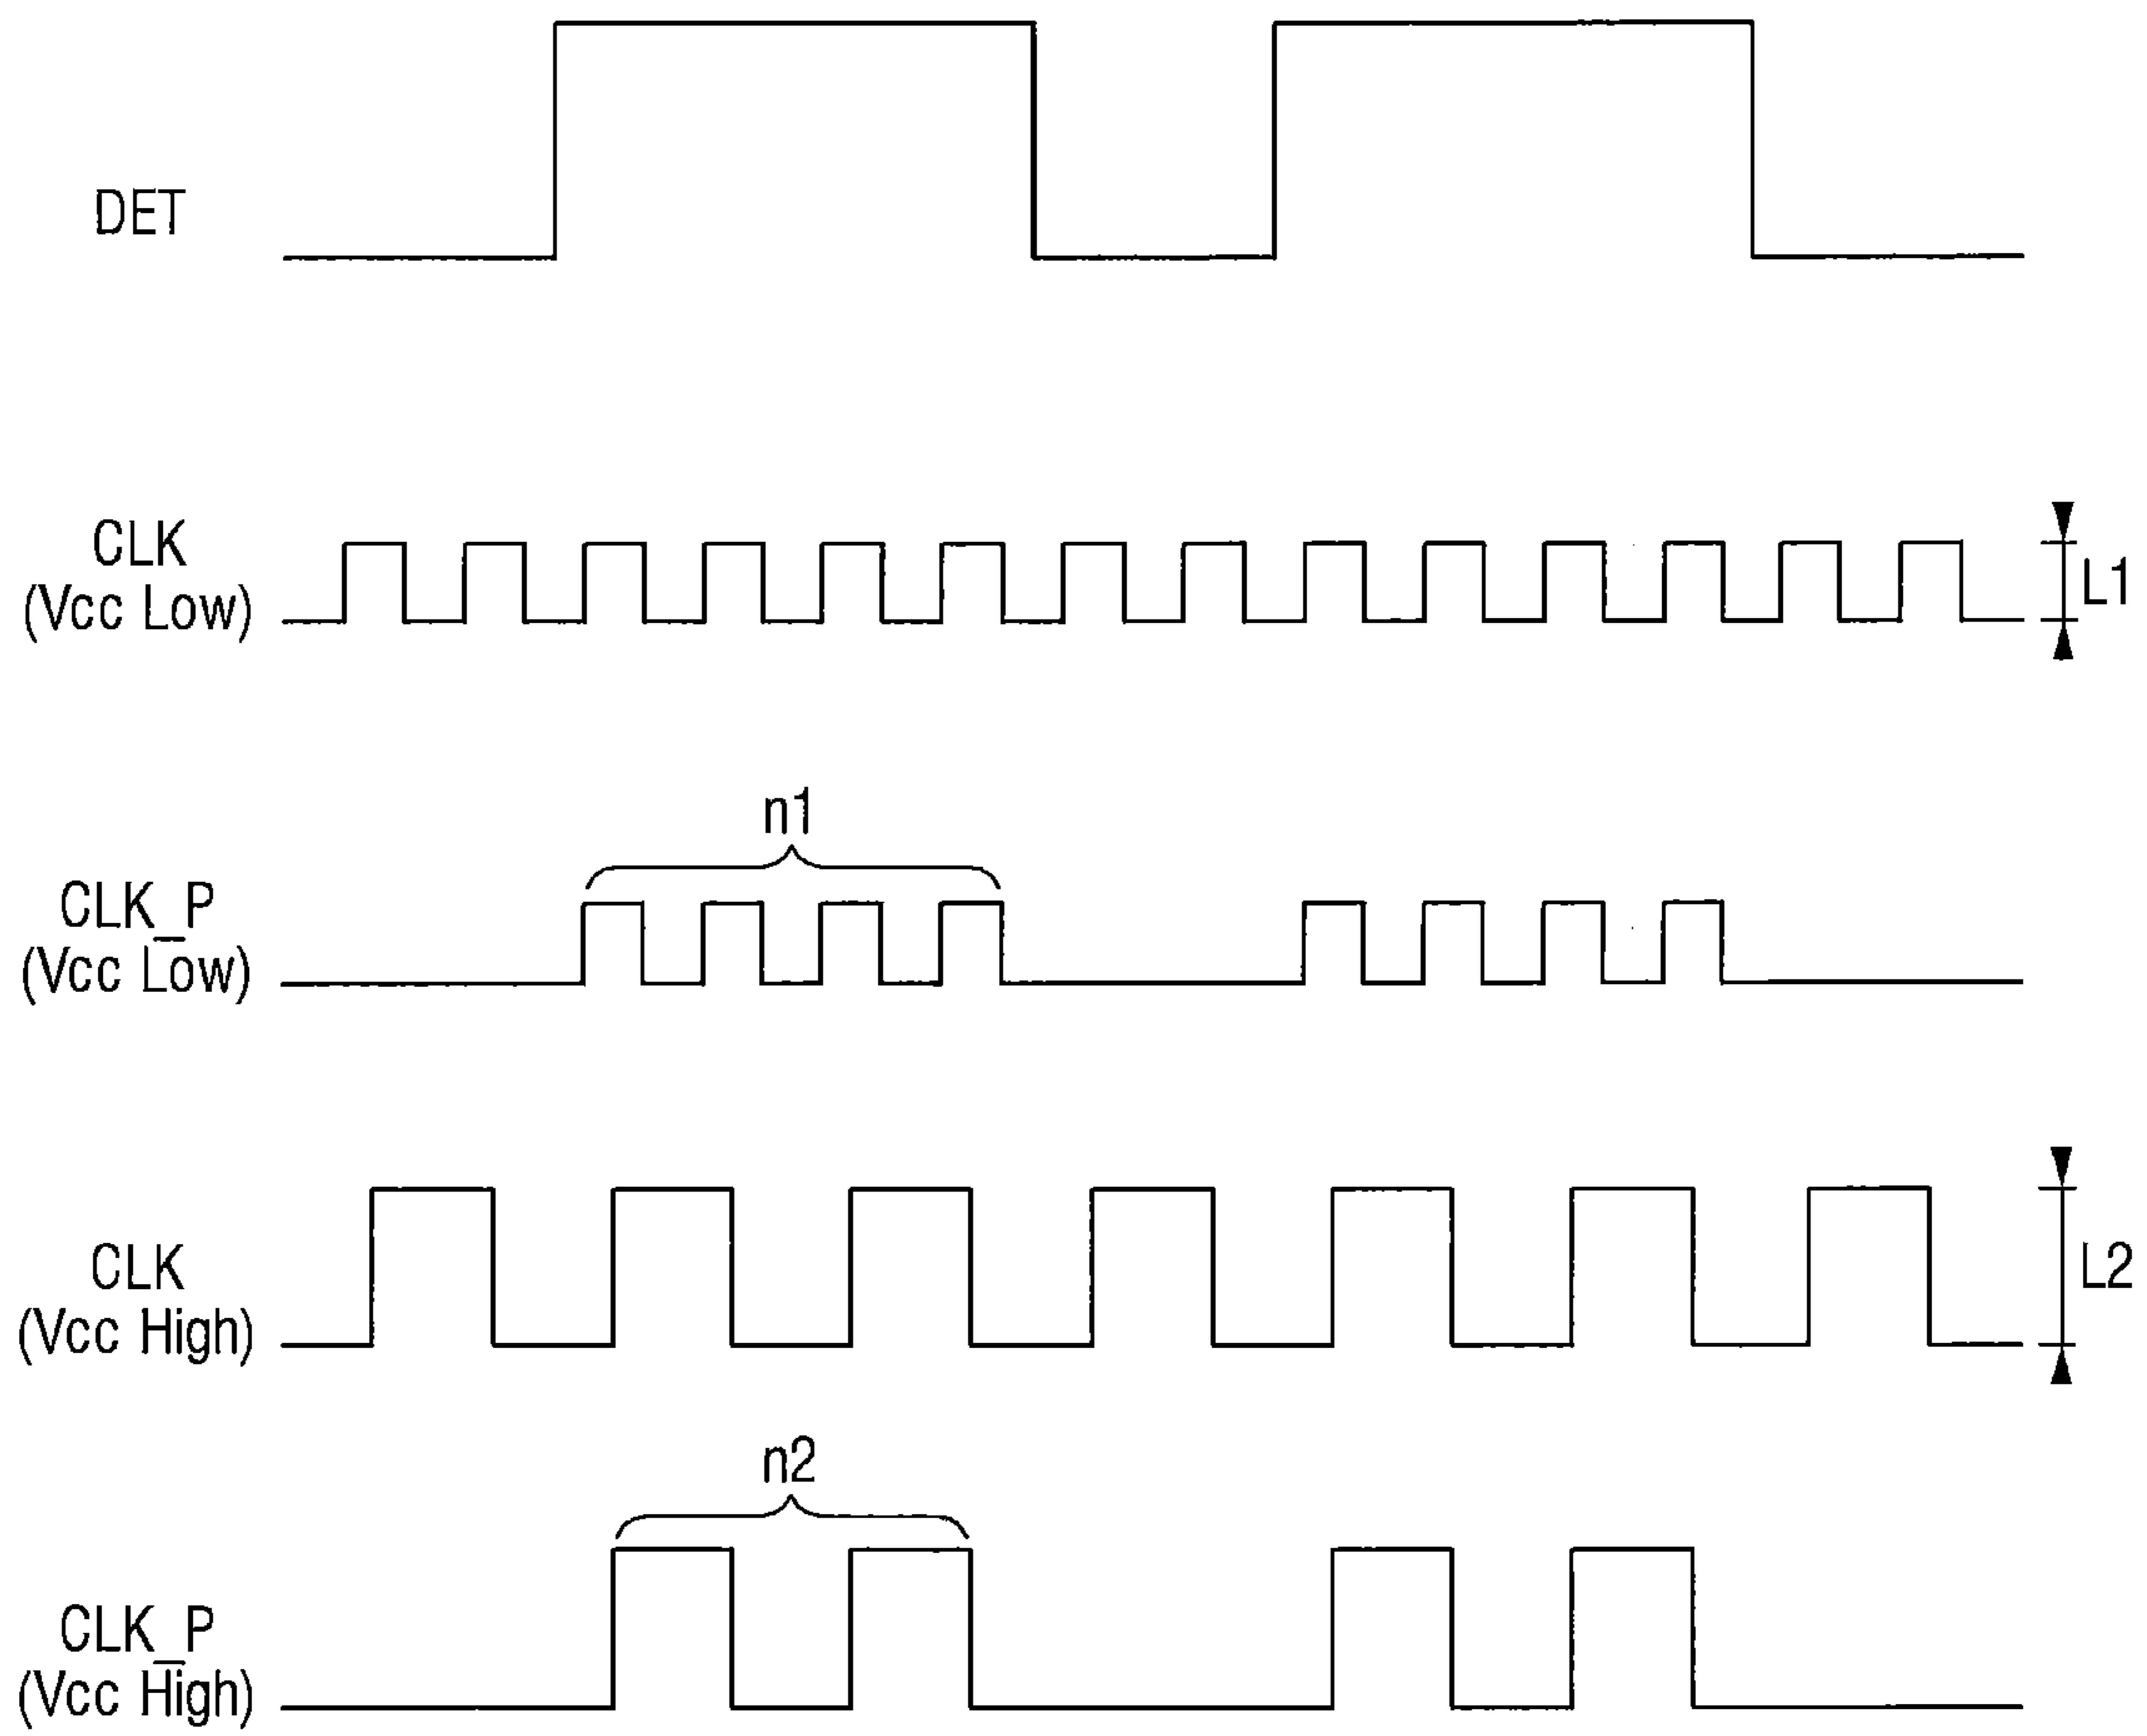 DET
CLK
(Vcc Low)
L1
n1
CLK_P
(Vcc Low)
CLK
(Vcc High)
L2
n2
CLK_P
(Vcc High)